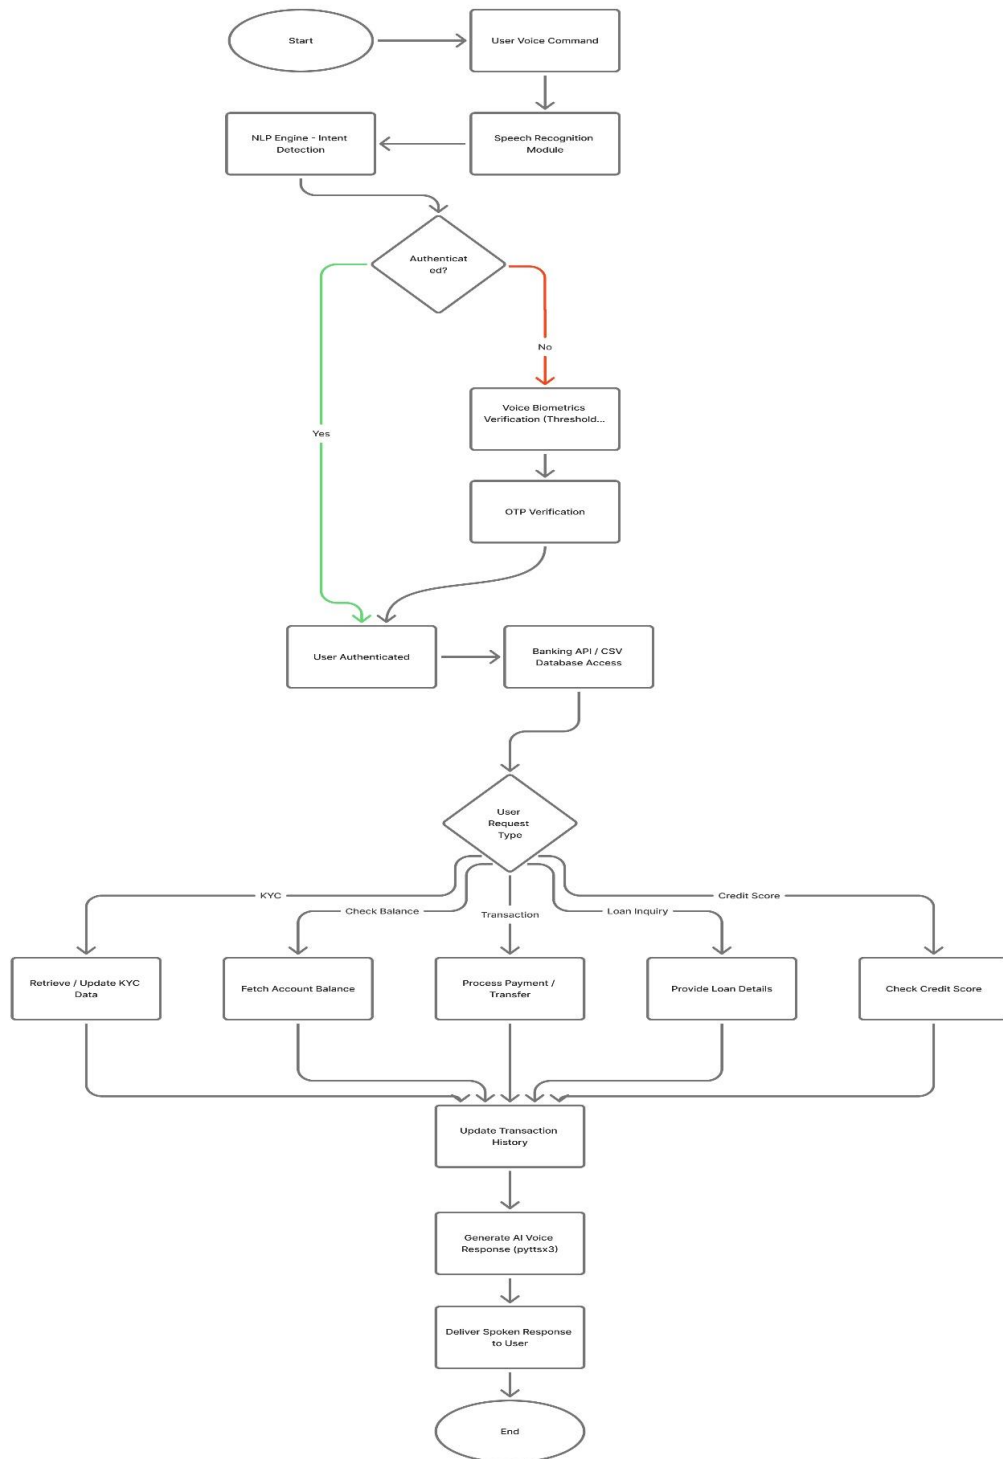 Start
User Voice Command
NLP Engine - Intent
Detection
Speech Recognition
Module
Authenticat
ed?
No
Yes
Voice Biometrics
Verification (Threshold...
OTP Verification
User Authenticated
Banking API / CSV
Database Access
User
Request
Type
KYC
Check Balance
Transaction
Loan Inquiry
Credit Score
Retrieve / Update KYC
Data
Fetch Account Balance
Process Payment /
Transfer
Provide Loan Details
Check Credit Score
Update Transaction
History
Generate AI Voice
Response (pyttsx3)
Deliver Spoken Response
to User
End